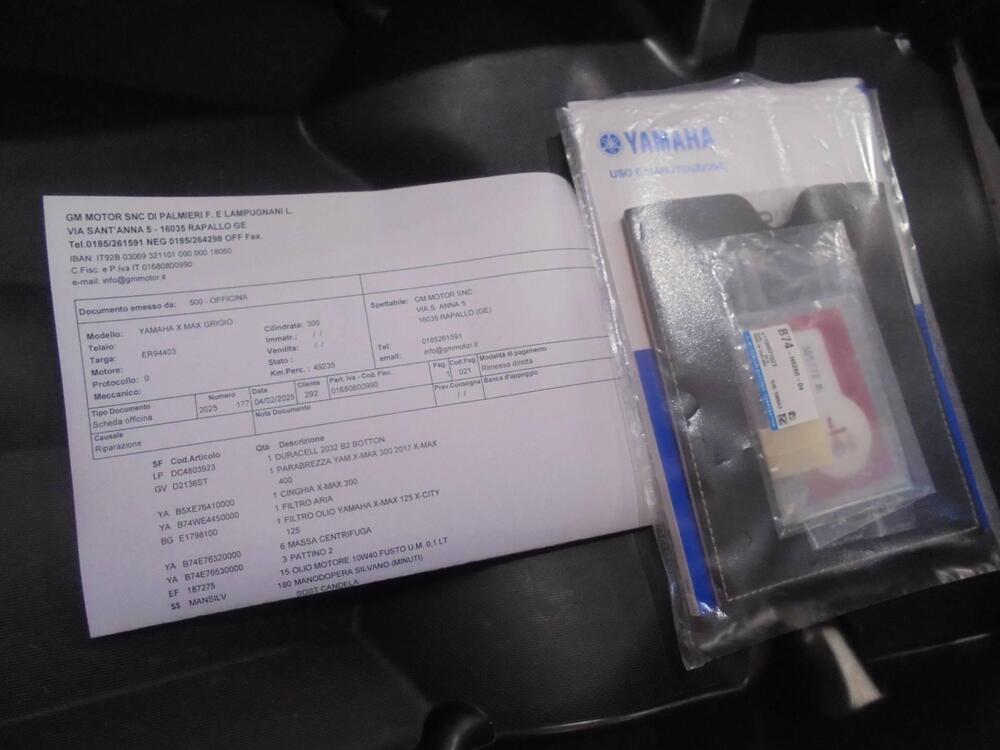 GM MOTOR SNC DI PALMIERI F. E LAMPUGNANI L.
VIA SANT'ANNA 5 - 16035 RAPALLO GE
Tel.0185/261591 NEG 0185/264298 OFF Fax.
IBAN: IT92B 03069 321101 000 000 18060
C.Fisc. e P.Iva IT 01680800990
e-mail: info@gmmotor.it
Documento emesso da: 500 - OFFICINA
Modello: YAMAHA X MAX GRIGIO
Telaio:
Targa: ER94403
Motore:
Protocollo: 0
Meccanico:
Cilindrata: 300
Immatr.: / /
Vendita: / /
Stato :
Km.Perc. : 49235
Spettabile: GM MOTOR SNC
VIA S. ANNA 5
16035 RAPALLO (GE)
Tel: 0185261591
email: info@gmmotor.it
Tipo Documento Numero Data Cliente Part. Iva - Cod. Fisc. Pag. Cod.Pag Modalità di pagamento
Scheda officina 2025 177 04/02/2025 292 01680800990 1 021 Rimessa diretta
Causale Nota Documento Prev.Consegna Banca d'appoggio
Riparazione / /
SF Cod.Articolo Qtà Descrizione
LP DC4803923 1 DURACELL 2032 B2 BOTTON
GV D2136ST 1 PARABREZZA YAM X-MAX 300 2017 X-MAX
400
YA B5XE76410000 1 CINGHIA X-MAX 300
YA B74WE4450000 1 FILTRO ARIA
BG E1798100 1 FILTRO OLIO YAMAHA X-MAX 125 X-CITY
125
YA B74E76320000 6 MASSA CENTRIFUGA
YA B74E76530000 3 PATTINO 2
EF 187275 15 OLIO MOTORE 10W40 FUSTO U.M. 0,1 LT
$$ MANSILV 180 MANODOPERA SILVANO (MINUTI)
SOST CANDELA
YAMAHA
USO E MANUTENZIONE